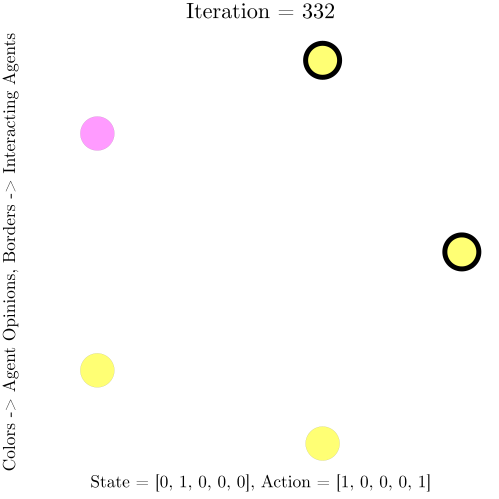 Iteration = 332
Colors -> Agent Opinions, Borders -> Interacting Agents
State = [0, 1, 0, 0, 0], Action = [1, 0, 0, 0, 1]